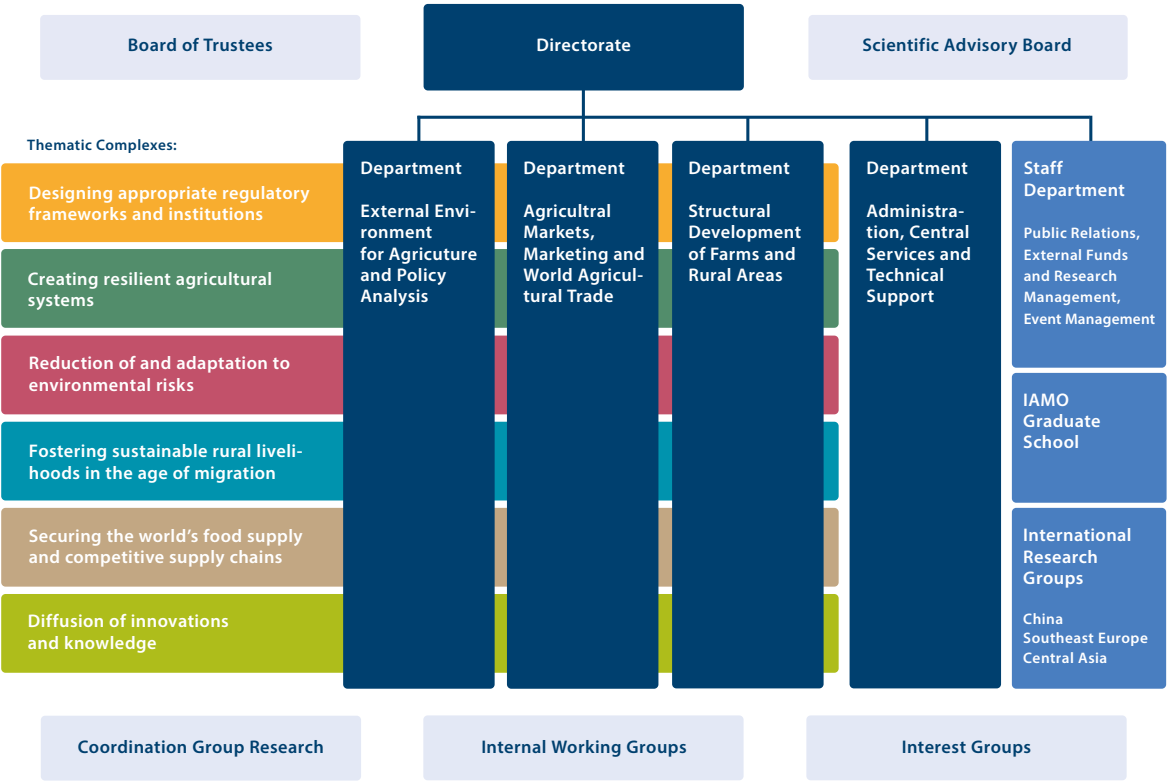 Board of Trustees
Directorate
Scientific Advisory Board
Thematic Complexes:
Designing appropriate regulatory
frameworks and institutions
Creating resilient agricultural
systems
Reduction of and adaptation to
environmental risks
Fostering sustainable rural liveli-
hoods in the age of migration
Securing the world’s food supply
and competitive supply chains
Diffusion of innovations
and knowledge
Department
External Envi-
ronment
for Agricuture
and Policy
Analysis
Department
Agricultral
Markets,
Marketing and
World Agricul-
tural Trade
Department
Structural
Development
of Farms and
Rural Areas
Department
Administra-
tion, Central
Services and
Technical
Support
Staff
Department
Public Relations,
External Funds
and Research
Management,
Event Management
IAMO
Graduate
School
International
Research
Groups
China
Southeast Europe
Central Asia
Coordination Group Research
Internal Working Groups
Interest Groups